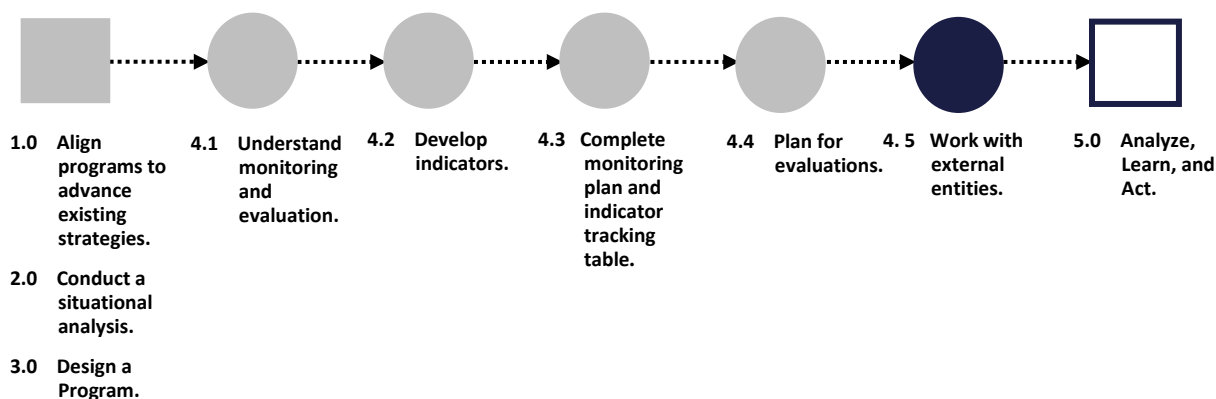 1.0 Align
programs to
advance
existing
strategies.
2.0 Conduct a
situational
analysis.
3.0 Design a
Program.
4.1 Understand
monitoring
and
evaluation.
4.2 Develop
indicators.
4.3 Complete
monitoring
plan and
indicator
tracking
table.
4.4 Plan for
evaluations.
4. 5 Work with
external
entities.
5.0 Analyze,
Learn, and
Act.